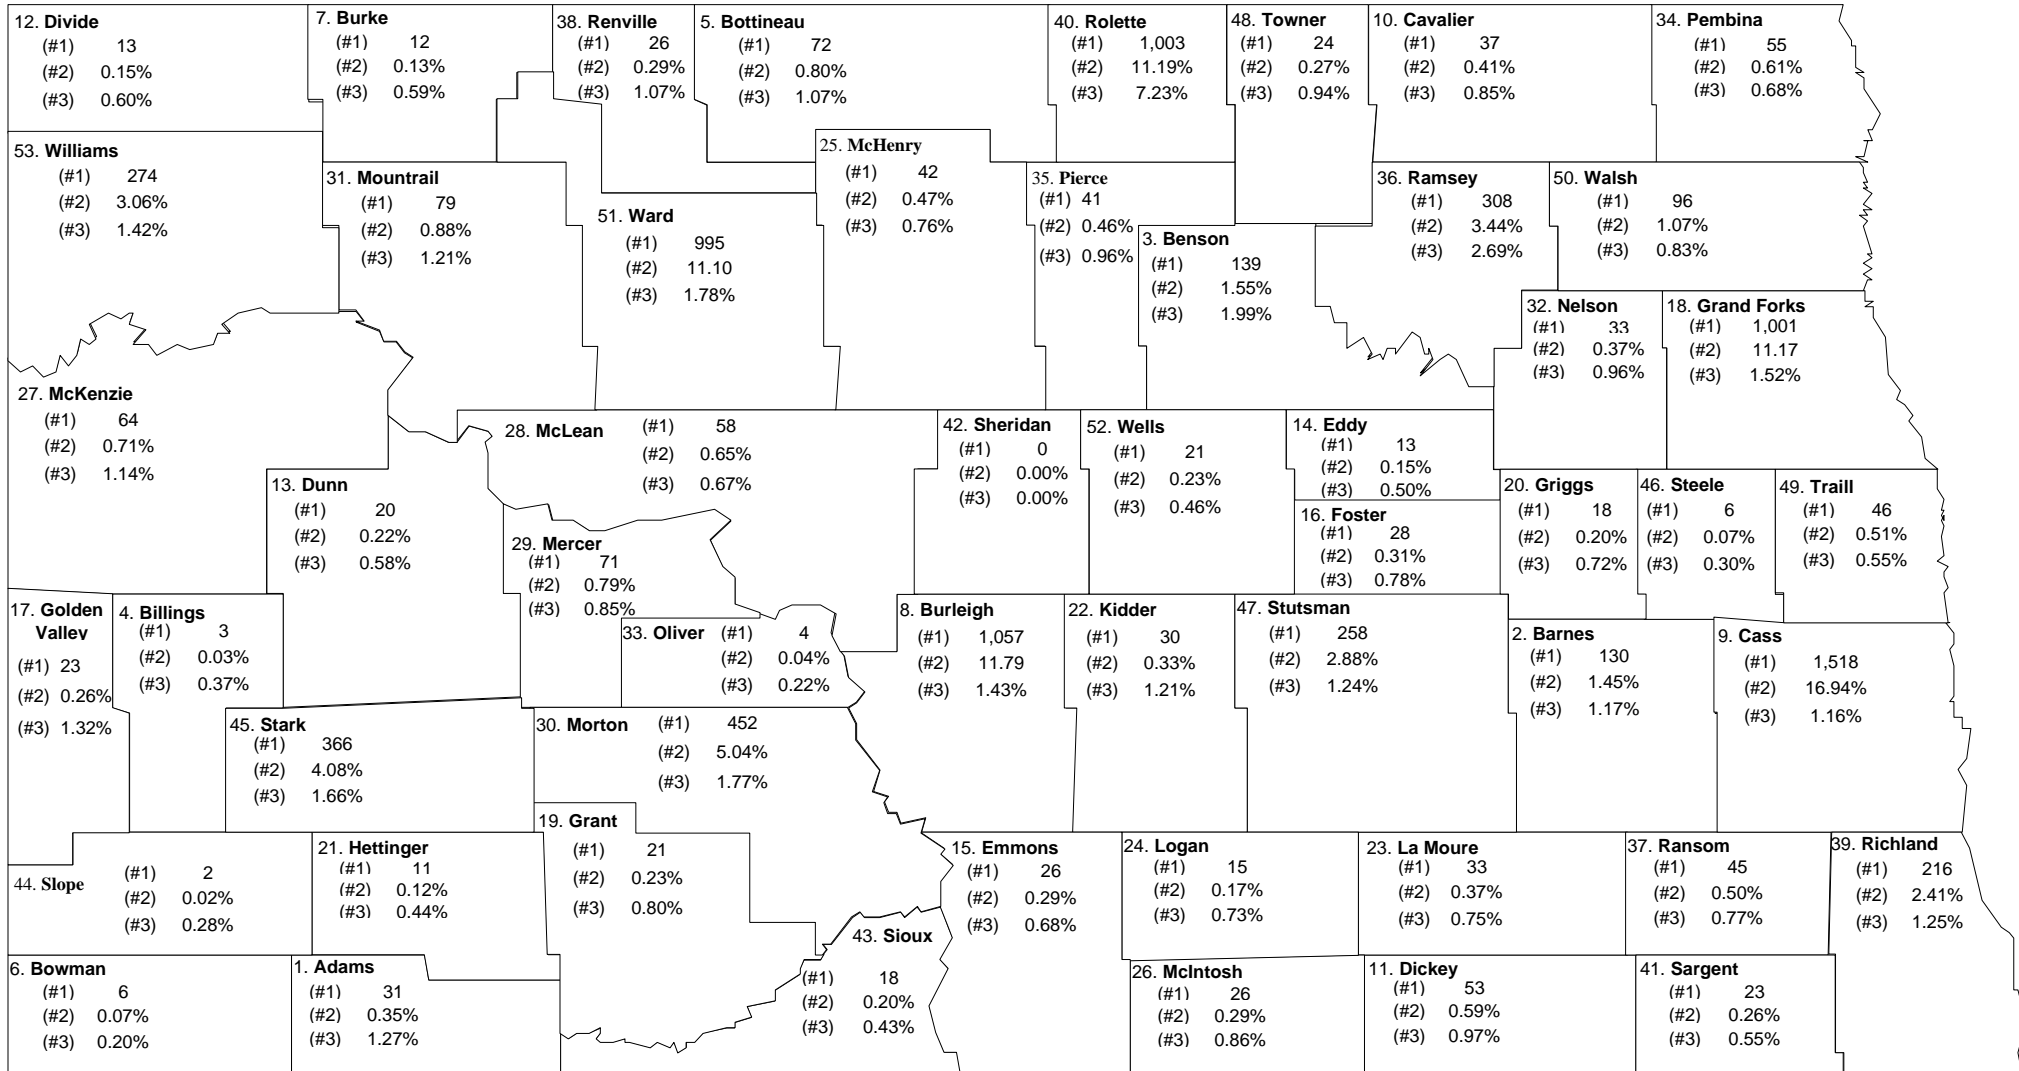 12. Divide
(#1) 13
(#2) 0.15%
(#3) 0.60%
7. Burke
(#1) 12
(#2) 0.13%
(#3) 0.59%
38. Renville
(#1) 26
(#2) 0.29%
(#3) 1.07%
5. Bottineau
(#1) 72
(#2) 0.80%
(#3) 1.07%
40. Rolette
(#1) 1,003
(#2) 11.19%
(#3) 7.23%
48. Towner
(#1) 24
(#2) 0.27%
(#3) 0.94%
10. Cavalier
(#1) 37
(#2) 0.41%
(#3) 0.85%
34. Pembina
(#1) 55
(#2) 0.61%
(#3) 0.68%
53. Williams
(#1) 274
(#2) 3.06%
(#3) 1.42%
31. Mountrail
(#1) 79
(#2) 0.88%
(#3) 1.21%
51. Ward
(#1) 995
(#2) 11.10
(#3) 1.78%
25. McHenry
(#1) 42
(#2) 0.47%
(#3) 0.76%
35. Pierce
(#1) 41
(#2) 0.46%
(#3) 0.96%
3. Benson
(#1) 139
(#2) 1.55%
(#3) 1.99%
36. Ramsey
(#1) 308
(#2) 3.44%
(#3) 2.69%
50. Walsh
(#1) 96
(#2) 1.07%
(#3) 0.83%
32. Nelson
(#1) 33
(#2) 0.37%
(#3) 0.96%
18. Grand Forks
(#1) 1,001
(#2) 11.17
(#3) 1.52%
27. McKenzie
(#1) 64
(#2) 0.71%
(#3) 1.14%
28. McLean
(#1) 58
(#2) 0.65%
(#3) 0.67%
42. Sheridan
(#1) 0
(#2) 0.00%
(#3) 0.00%
52. Wells
(#1) 21
(#2) 0.23%
(#3) 0.46%
14. Eddy
(#1) 13
(#2) 0.15%
(#3) 0.50%
13. Dunn
(#1) 20
(#2) 0.22%
(#3) 0.58%
29. Mercer
(#1) 71
(#2) 0.79%
(#3) 0.85%
16. Foster
(#1) 28
(#2) 0.31%
(#3) 0.78%
20. Griggs
(#1) 18
(#2) 0.20%
(#3) 0.72%
46. Steele
(#1) 6
(#2) 0.07%
(#3) 0.30%
49. Traill
(#1) 46
(#2) 0.51%
(#3) 0.55%
17. Golden
Valley
(#1) 23
(#2) 0.26%
(#3) 1.32%
4. Billings
(#1) 3
(#2) 0.03%
(#3) 0.37%
33. Oliver
(#1) 4
(#2) 0.04%
(#3) 0.22%
8. Burleigh
(#1) 1,057
(#2) 11.79
(#3) 1.43%
22. Kidder
(#1) 30
(#2) 0.33%
(#3) 1.21%
47. Stutsman
(#1) 258
(#2) 2.88%
(#3) 1.24%
2. Barnes
(#1) 130
(#2) 1.45%
(#3) 1.17%
9. Cass
(#1) 1,518
(#2) 16.94%
(#3) 1.16%
45. Stark
(#1) 366
(#2) 4.08%
(#3) 1.66%
30. Morton
(#1) 452
(#2) 5.04%
(#3) 1.77%
44. Slope
(#1) 2
(#2) 0.02%
(#3) 0.28%
21. Hettinger
(#1) 11
(#2) 0.12%
(#3) 0.44%
19. Grant
(#1) 21
(#2) 0.23%
(#3) 0.80%
15. Emmons
(#1) 26
(#2) 0.29%
(#3) 0.68%
24. Logan
(#1) 15
(#2) 0.17%
(#3) 0.73%
23. La Moure
(#1) 33
(#2) 0.37%
(#3) 0.75%
37. Ransom
(#1) 45
(#2) 0.50%
(#3) 0.77%
39. Richland
(#1) 216
(#2) 2.41%
(#3) 1.25%
6. Bowman
(#1) 6
(#2) 0.07%
(#3) 0.20%
1. Adams
(#1) 31
(#2) 0.35%
(#3) 1.27%
43. Sioux
(#1) 18
(#2) 0.20%
(#3) 0.43%
26. McIntosh
(#1) 26
(#2) 0.29%
(#3) 0.86%
11. Dickey
(#1) 53
(#2) 0.59%
(#3) 0.97%
41. Sargent
(#1) 23
(#2) 0.26%
(#3) 0.55%